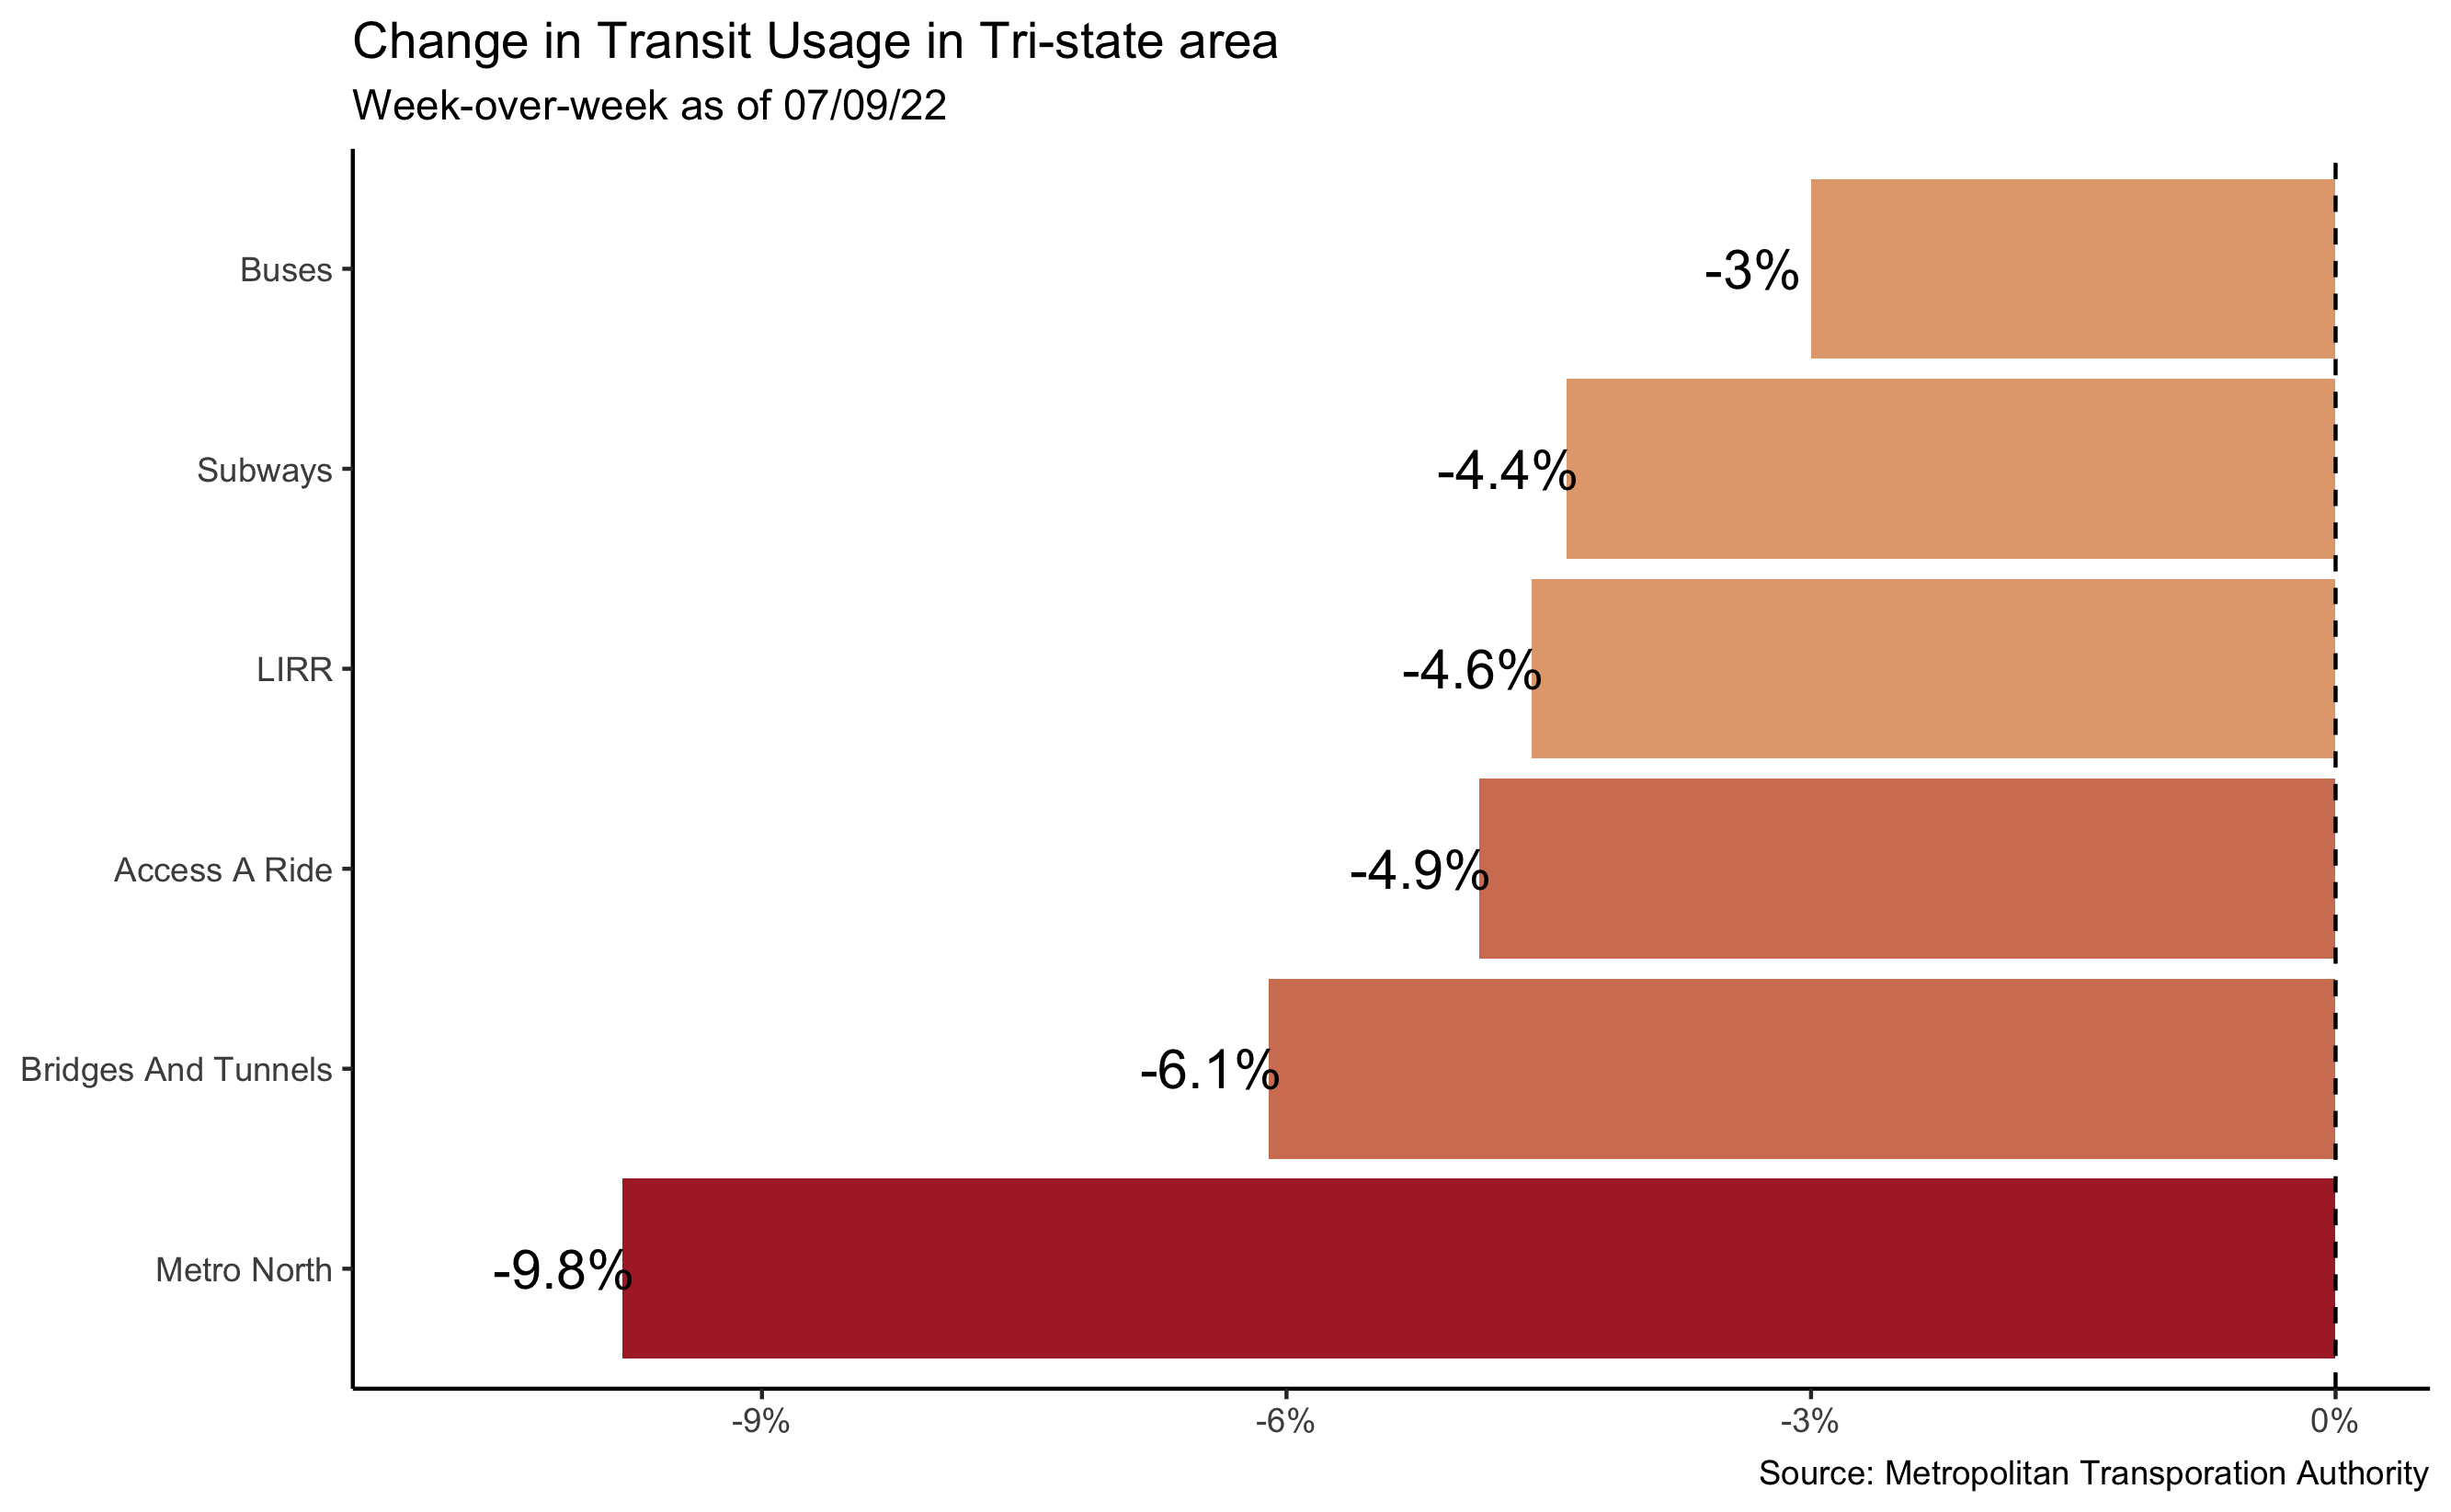 Change in Transit Usage in Tri-state area
Week-over-week as of 07/09/22
Buses
-3%
Subways
-4.4%
LIRR
-4.6%
Access A Ride
-4.9%
Bridges And Tunnels
-6.1%
Metro North
-9.8%
-9%
-6%
-3%
0%
Source: Metropolitan Transporation Authority